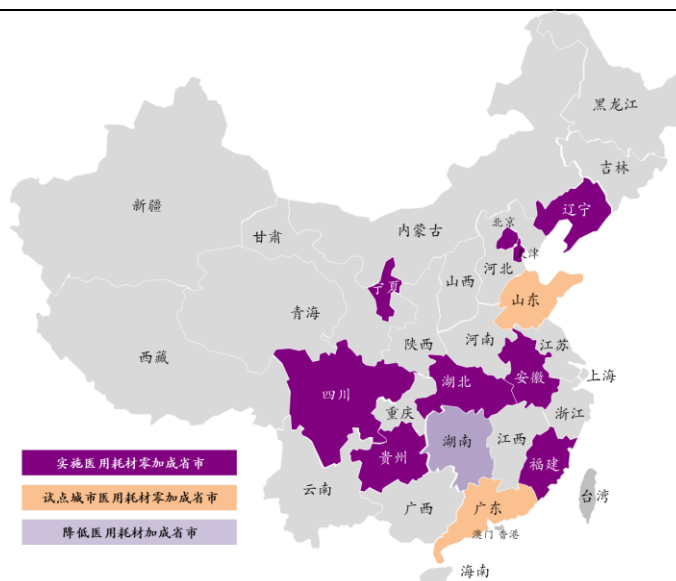 黑龙江
吉林
辽宁
新疆
内蒙古
北京
甘肃
天津
河北
山西
宁夏
山东
青海
陕西
河南
江苏
西藏
上海
安徽
湖北
四川
重庆
浙江
湖南
江西
贵州
福建
云南
广西
广东
台湾
澳门 香港
海南
实施医用耗材零加成省市
试点城市医用耗材零加成省市
降低医用耗材加成省市